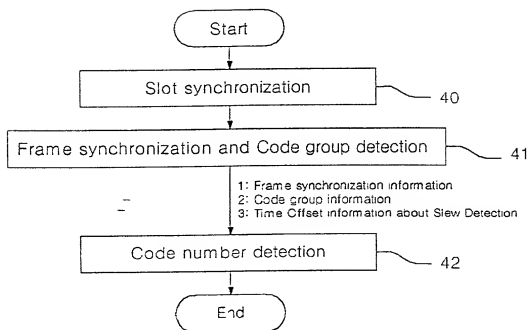 Start
Slot synchronization
40
Frame synchronization and Code group detection
41
1: Frame synchronization information
2: Code group information
3: Time Offset information about Slew Detection
Code number detection
42
End